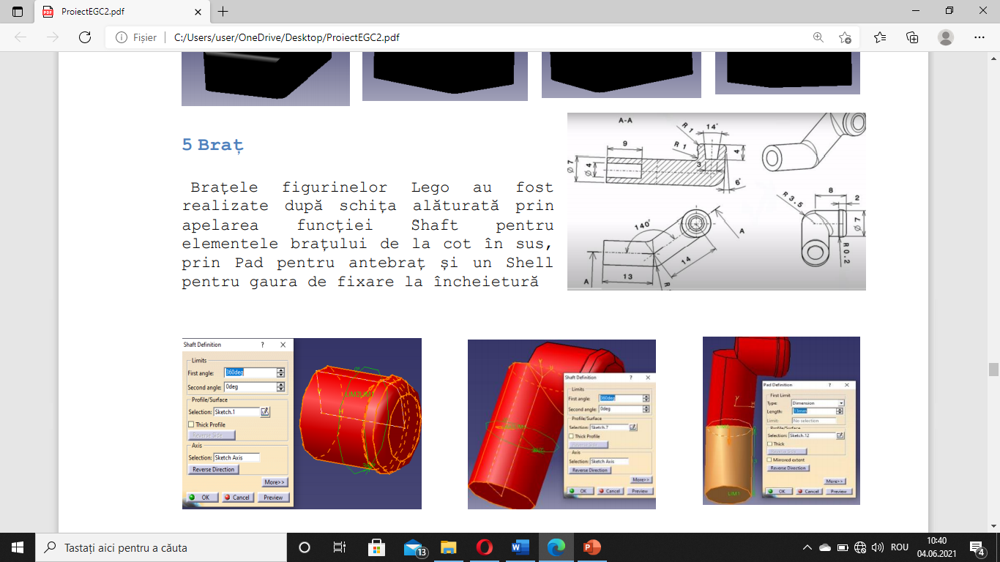 ProiectEGC2.pdf
Fișier
C:/Users/user/OneDrive/Desktop/ProiectEGC2.pdf
5 Braț
Brațele figurinelor Lego au fost
realizate după schița alăturată prin
apelarea funcției Shaft pentru
elementele brațului de la cot în sus,
prin Pad pentru antebraț și un Shell
pentru gaura de fixare la încheietură
A-A
R 1
14°
9
R 1
4
Ø 7
Ø 4
3
6°
8
2
R 3.5
Ø 7
R0.2
140°
A
14
13
A
R
Shaft Definition
Limits
First angle: 360deg
Second angle: 0deg
Profile/Surface
Selection: Sketch.1
Thick Profile
Reverse Side
Axis
Selection: Sketch Axis
Reverse Direction
More>>
OK Cancel Preview
Shaft Definition
Limits
First angle: 360deg
Second angle: 0deg
Profile/Surface
Selection: Sketch.7
Thick Profile
Reverse Side
Axis
Selection: Sketch Axis
Reverse Direction
More>>
OK Cancel Preview
Pad Definition
First Limit
Type: Dimension
Length: 13mm
Limit: No selection
Profile/Surface
Selection: Sketch.12
Thick
Reverse Side
Mirrored extent
Reverse Direction
More>>
OK Cancel Preview
LIM1
Tastați aici pentru a căuta
13
ROU
10:40
04.06.2021
4